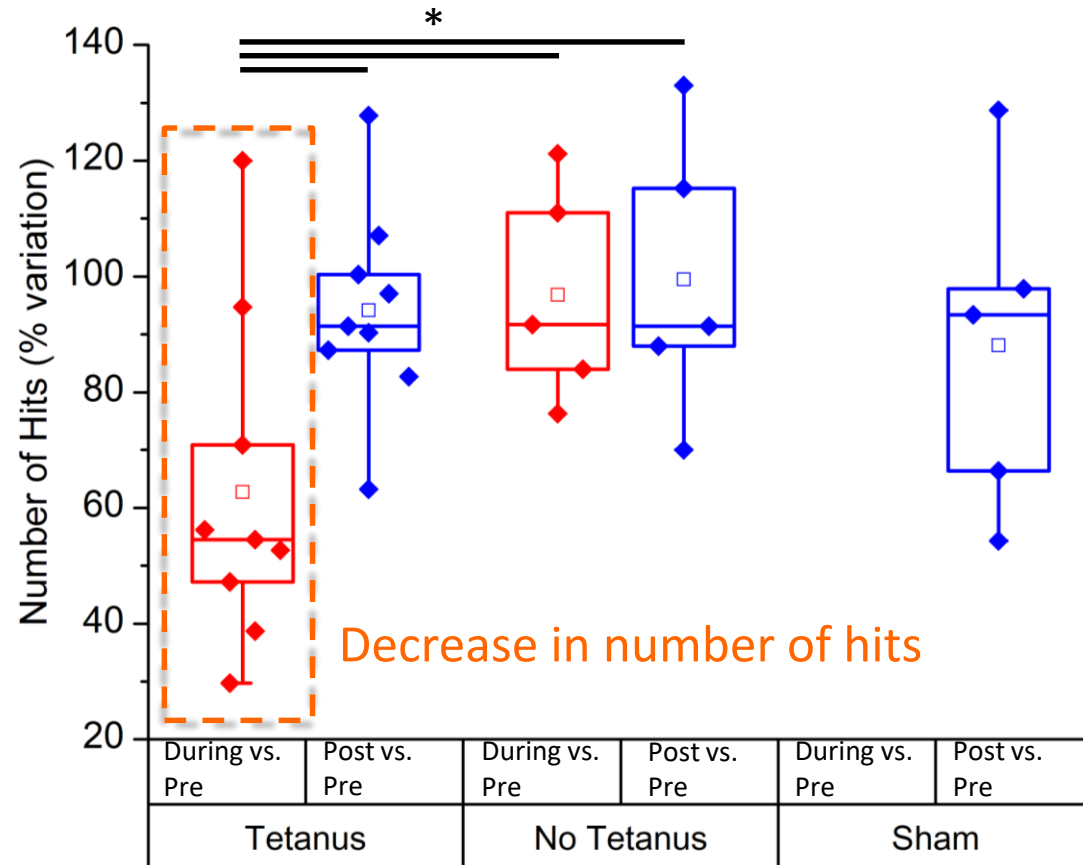 *
140
120
100
80
60
40
20
Number of Hits (% variation)
Decrease in number of hits
During vs.
Pre
Post vs.
Pre
During vs.
Pre
Post vs.
Pre
During vs.
Pre
Post vs.
Pre
Tetanus
No Tetanus
Sham